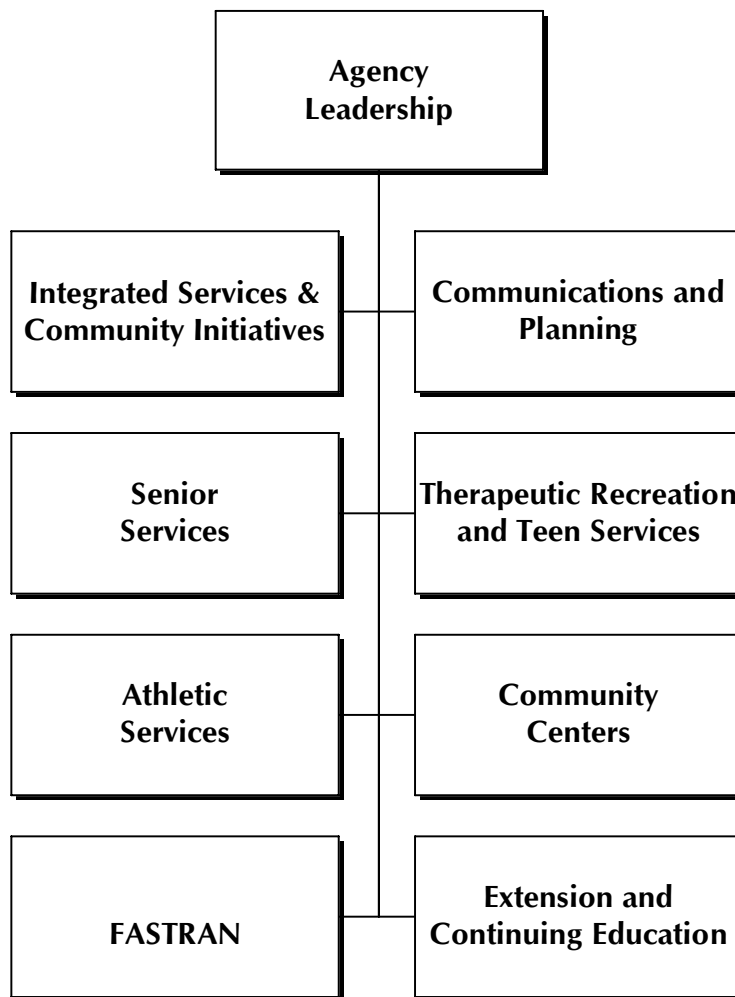 Agency
Leadership
Integrated Services &
Community Initiatives
Communications and
Planning
Senior
Services
Therapeutic Recreation
and Teen Services
Athletic
Services
Community
Centers
FASTRAN
Extension and
Continuing Education